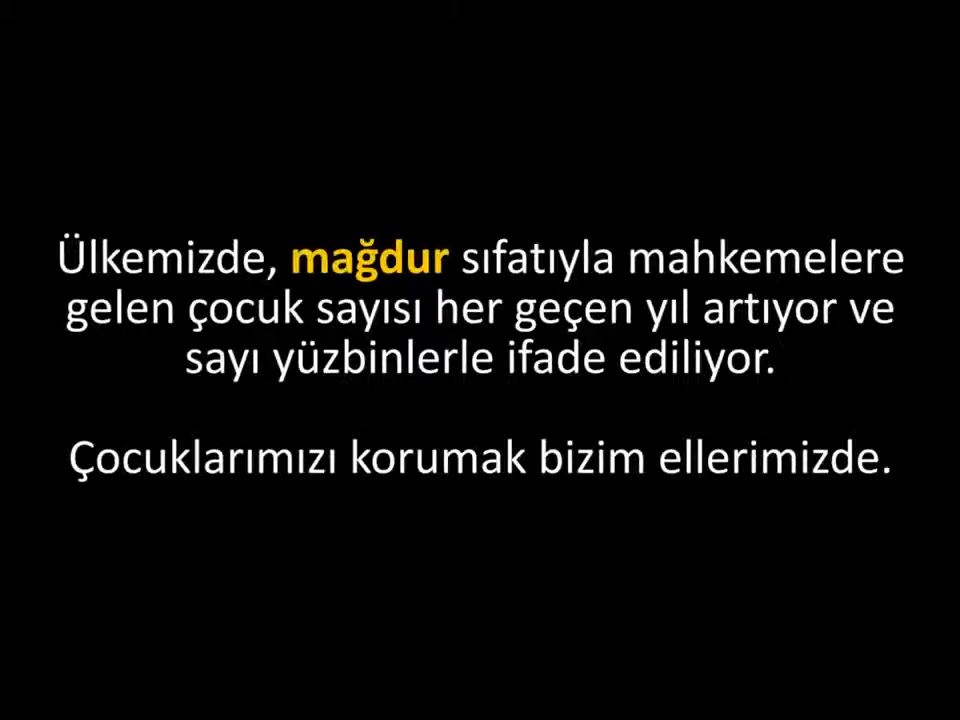 Ülkemizde, mağdur sıfatıyla mahkemelere
gelen çocuk sayısı her geçen yıl artıyor ve
sayı yüzbinlerle ifade ediliyor.
Çocuklarımızı korumak bizim ellerimizde.